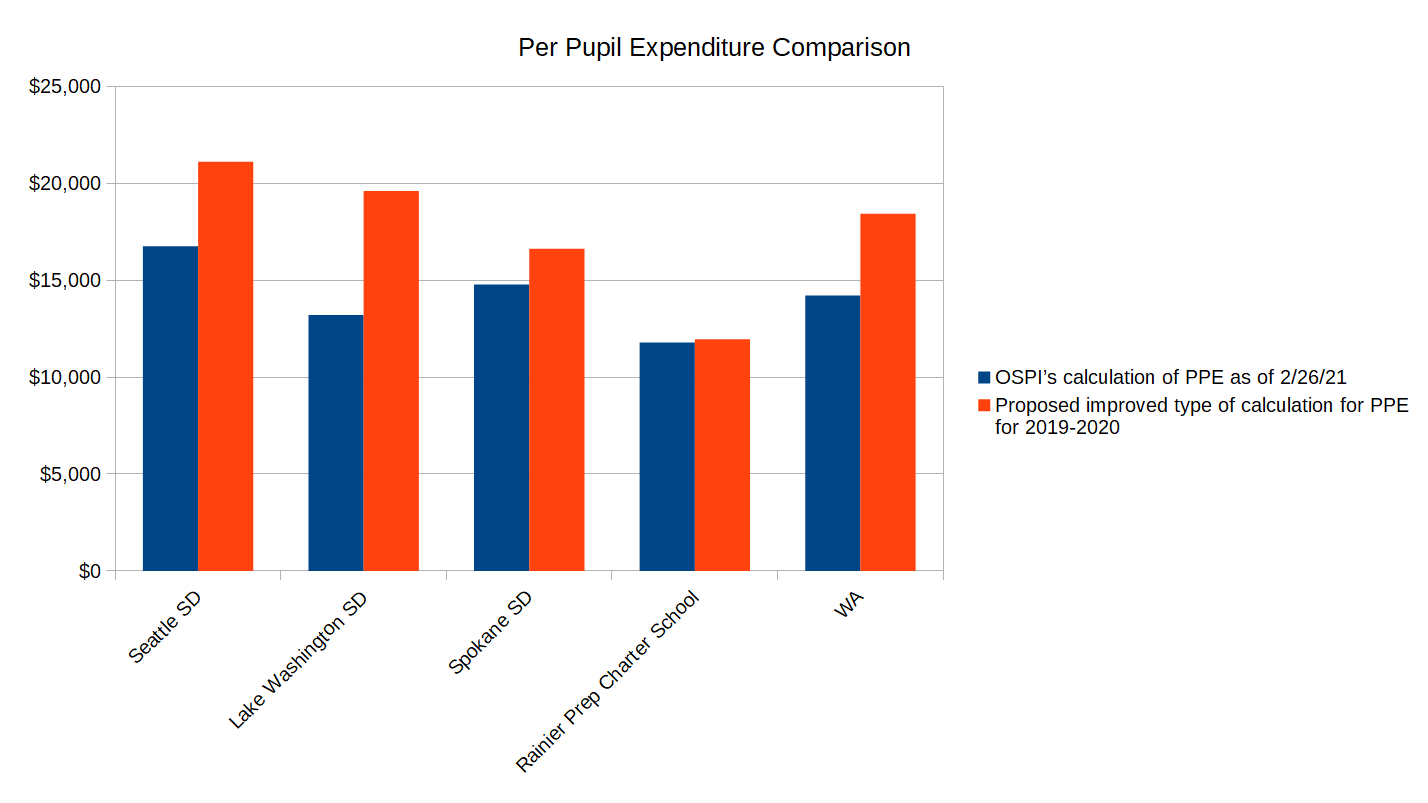 Per Pupil Expenditure Comparison
$25,000
$20,000
$15,000
$10,000
$5,000
$0
Seattle SD
Lake Washington SD
Spokane SD
Rainier Prep Charter School
WA
OSPI’s calculation of PPE as of 2/26/21
Proposed improved type of calculation for PPE
for 2019-2020